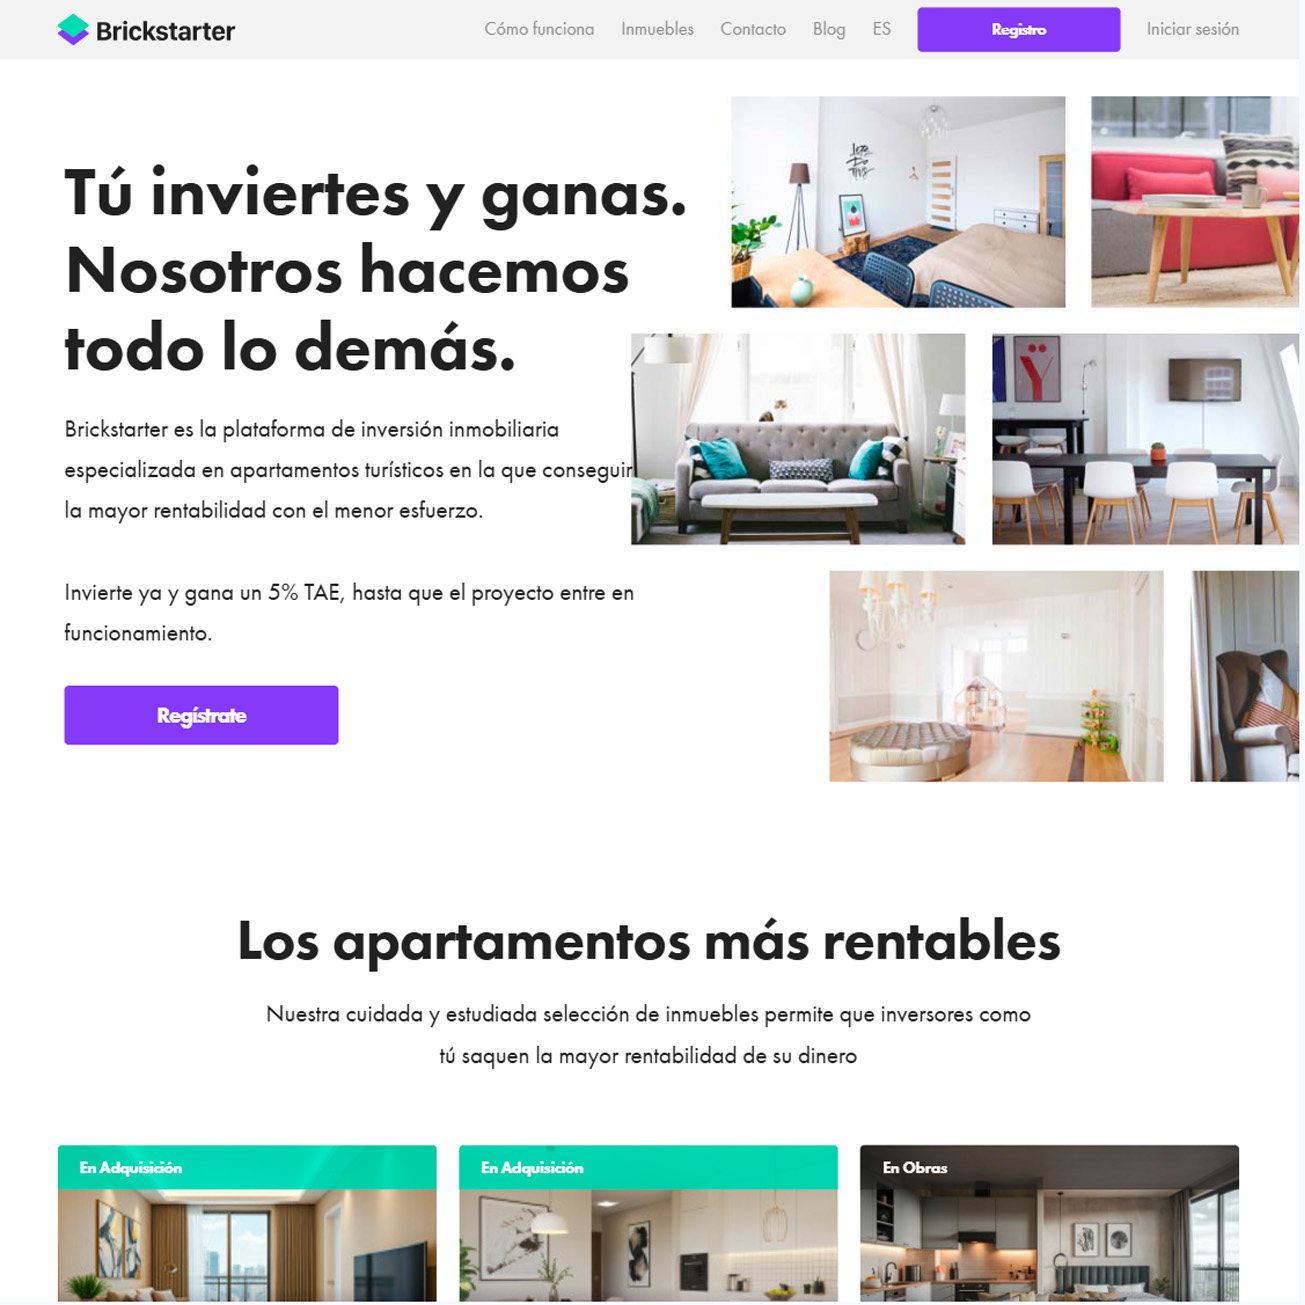 Brickstarter
Cómo funciona
Inmuebles
Contacto
Blog
ES
Registro
Iniciar sesión
Tú inviertes y ganas.
Nosotros hacemos
todo lo demás.
Brickstarter es la plataforma de inversión inmobiliaria
especializada en apartamentos turísticos en la que conseguir
la mayor rentabilidad con el menor esfuerzo.
Invierte ya y gana un 5% TAE, hasta que el proyecto entre en
funcionamiento.
Regístrate
Los apartamentos más rentables
Nuestra cuidada y estudiada selección de inmuebles permite que inversores como
tú saquen la mayor rentabilidad de su dinero
En Adquisición
En Adquisición
En Obras